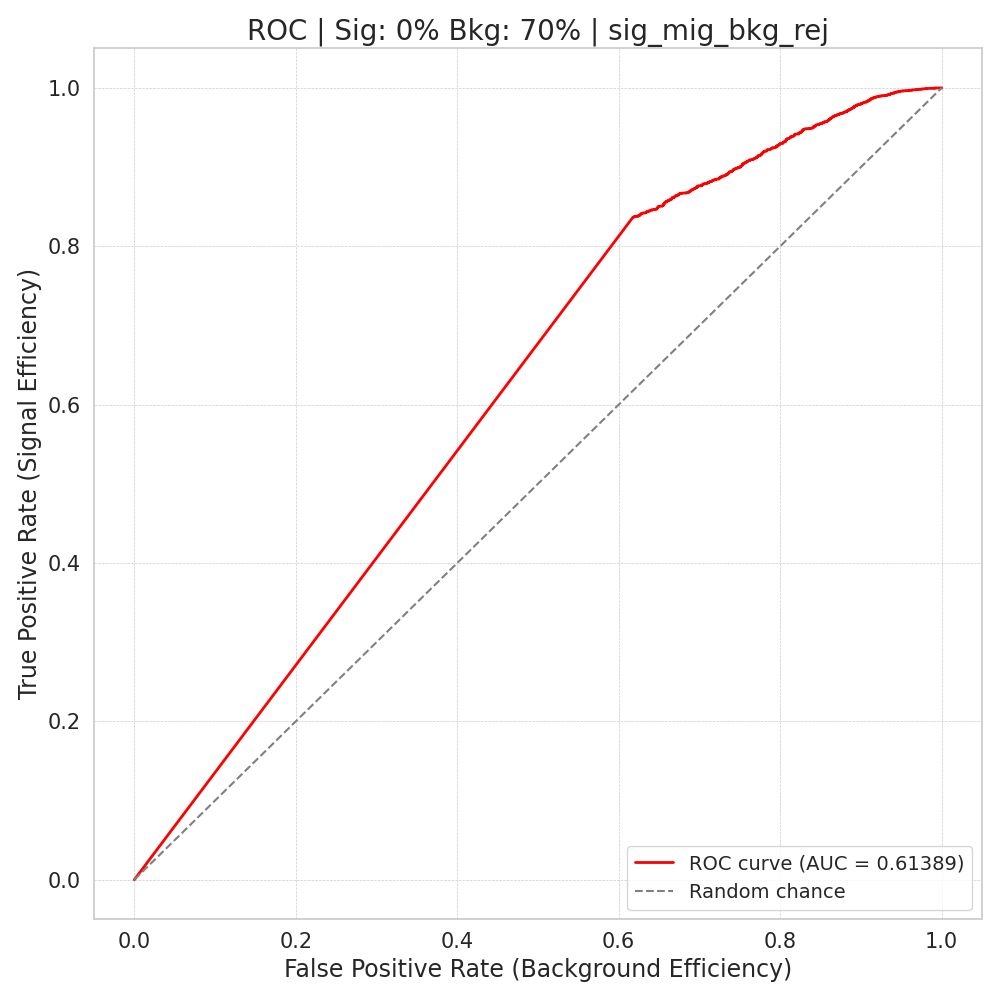 ROC | Sig: 0% Bkg: 70% | sig_mig_bkg_rej
True Positive Rate (Signal Efficiency)
1.0
0.8
0.6
0.4
0.2
0.0
ROC curve (AUC = 0.61389)
Random chance
0.0 0.2 0.4 0.6 0.8 1.0
False Positive Rate (Background Efficiency)